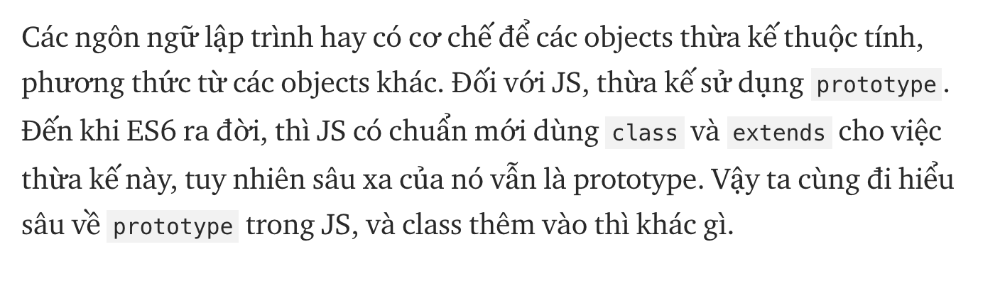 Các ngôn ngữ lập trình hay có cơ chế để các objects thừa kế thuộc tính,
phương thức từ các objects khác. Đối với JS, thừa kế sử dụng prototype.
Đến khi ES6 ra đời, thì JS có chuẩn mới dùng class và extends cho việc
thừa kế này, tuy nhiên sâu xa của nó vẫn là prototype. Vậy ta cùng đi hiểu
sâu về prototype trong JS, và class thêm vào thì khác gì.